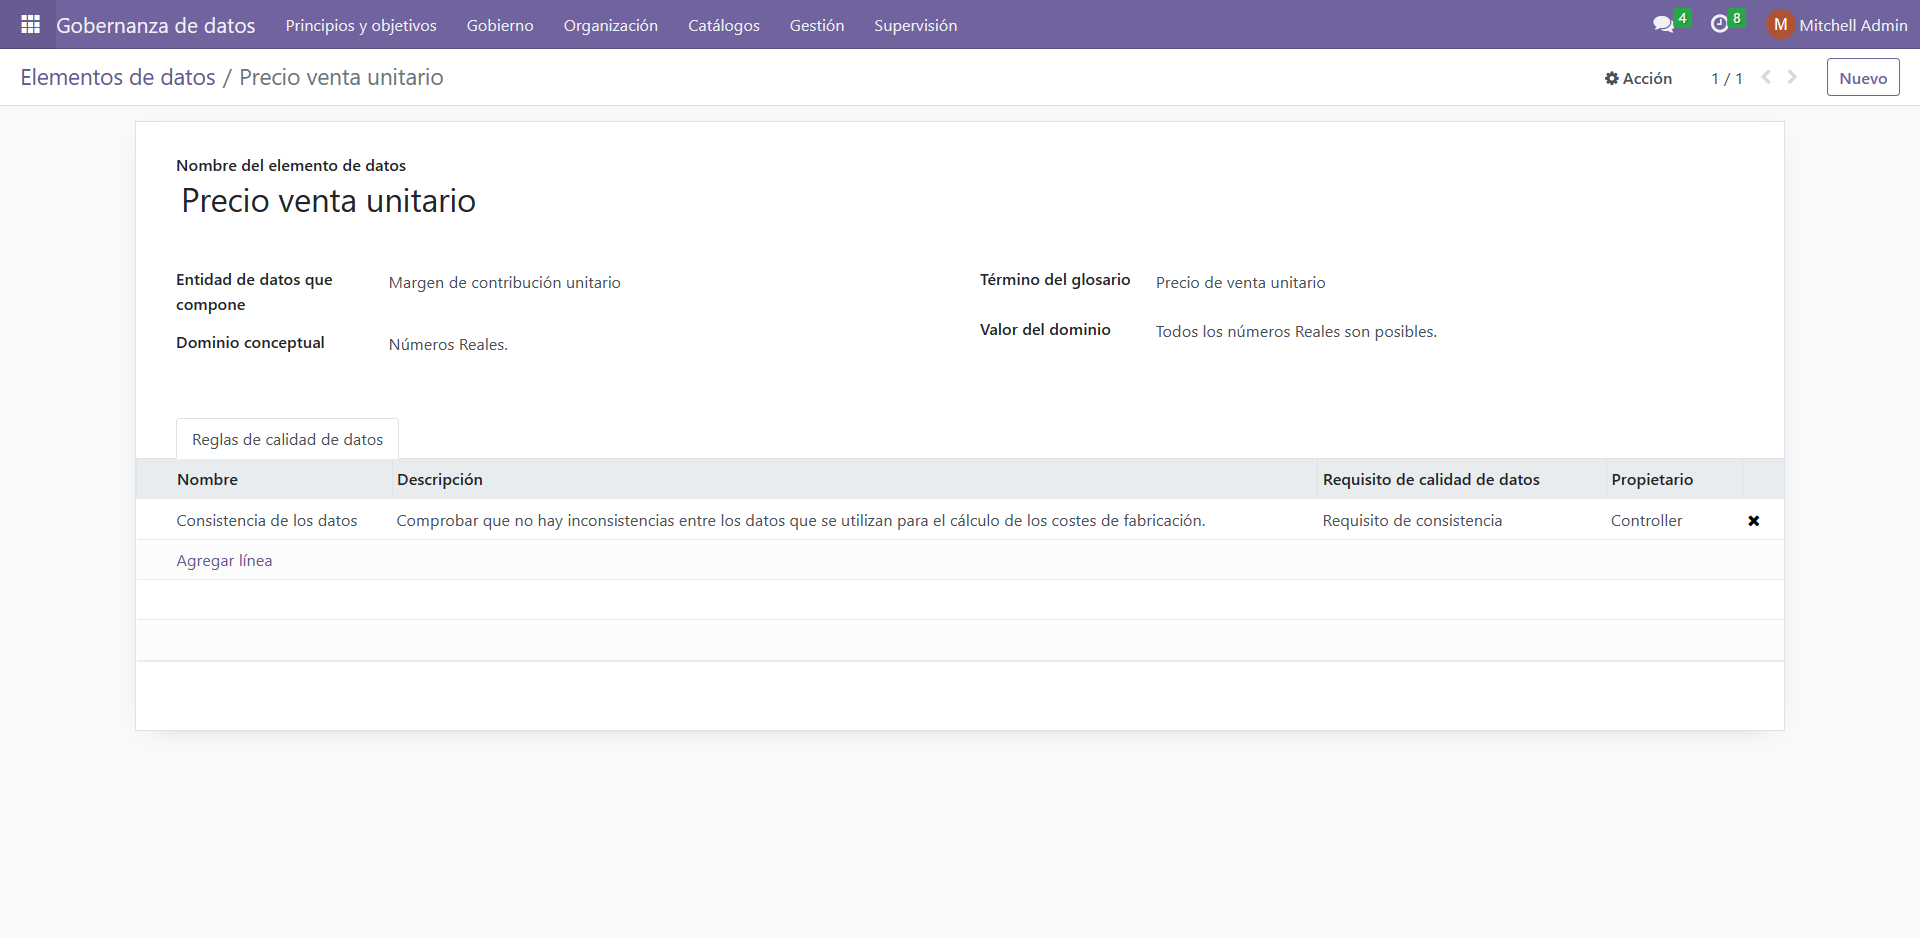 Gobernanza de datos Principios y objetivos Gobierno Organización Catálogos Gestión Supervisión 4 8 M Mitchell Admin
Elementos de datos / Precio venta unitario Acción 1 / 1 Nuevo
Nombre del elemento de datos
Precio venta unitario
Entidad de datos que compone Margen de contribución unitario
Término del glosario Precio de venta unitario
Dominio conceptual Números Reales.
Valor del dominio Todos los números Reales son posibles.
Reglas de calidad de datos
Nombre Descripción Requisito de calidad de datos Propietario
Consistencia de los datos Comprobar que no hay inconsistencias entre los datos que se utilizan para el cálculo de los costes de fabricación. Requisito de consistencia Controller
Agregar línea